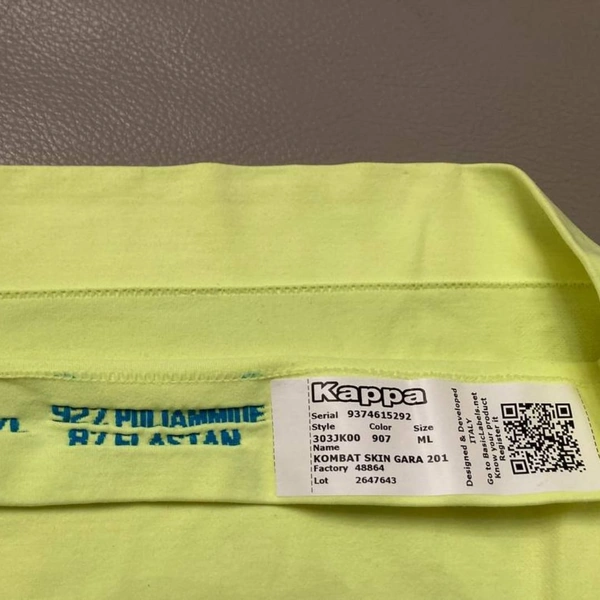 92% POLIAMMIDE
8% ELASTAN
Kappa
Serial 9374615292
Style Color Size
303JK00 907 ML
Name
KOMBAT SKIN GARA 201
Factory 48864
Lot 2647643
Designed & Developed
ITALY
Go to BasicLabels.net
Know your product
Register it